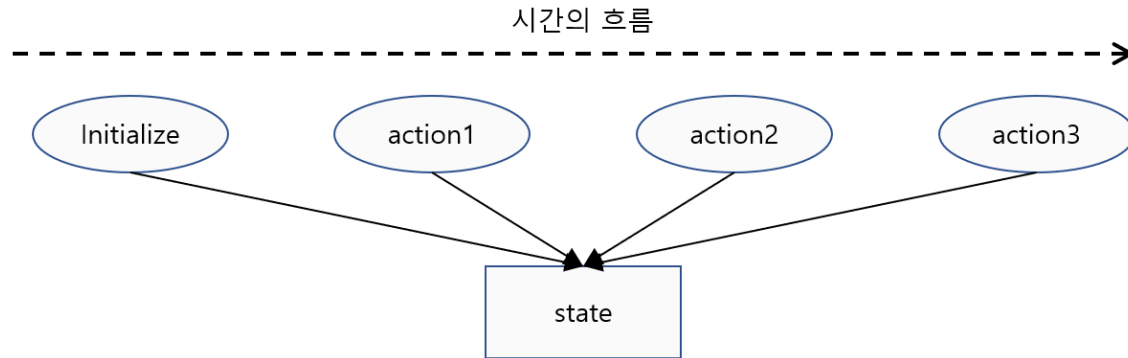 시간의 흐름
Initialize
action1
action2
action3
state